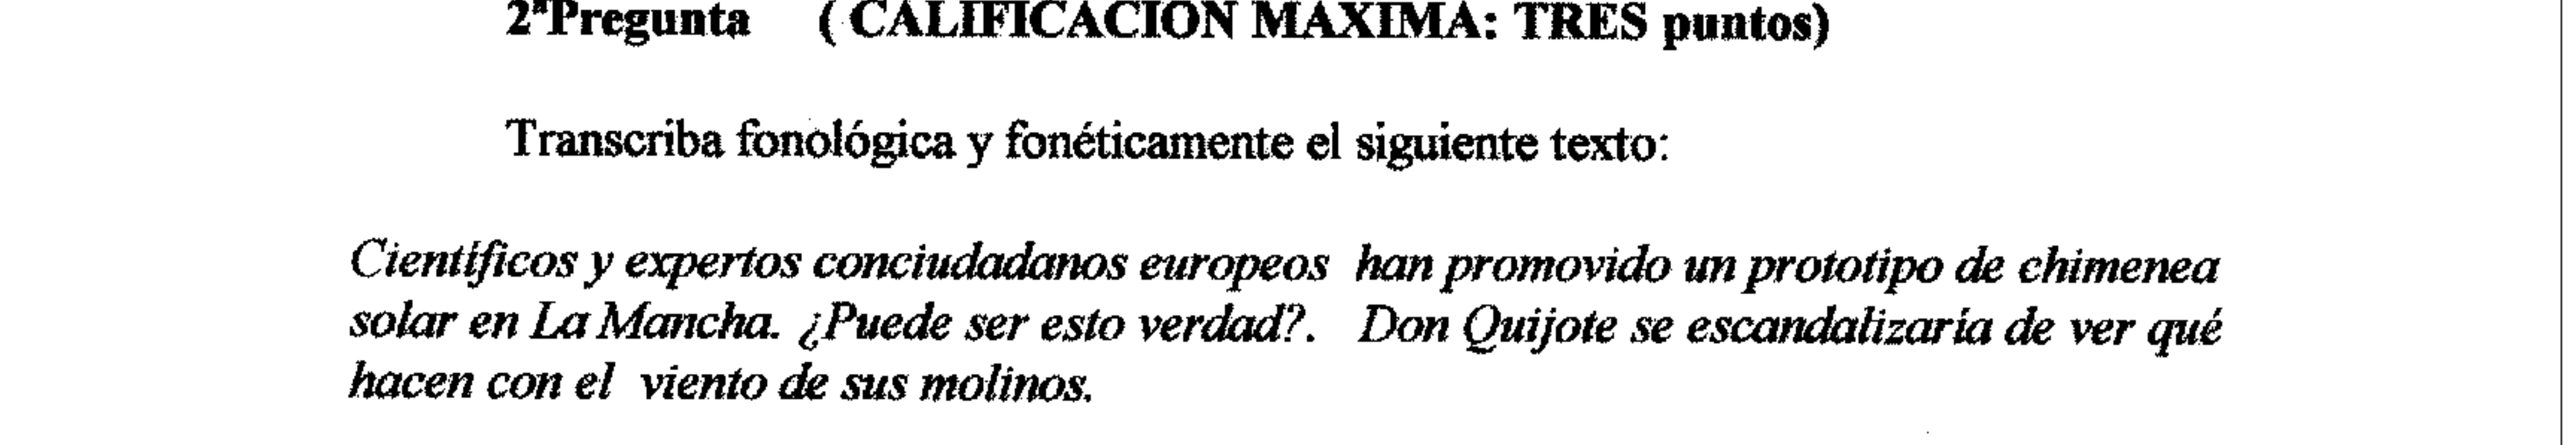 2ªPregunta ( CALIFICACION MAXIMA: TRES puntos)
Transcriba fonológica y fonéticamente el siguiente texto:
Científicos y expertos conciudadanos europeos han promovido un prototipo de chimenea
solar en La Mancha. ¿Puede ser esto verdad?. Don Quijote se escandalizaría de ver qué
hacen con el viento de sus molinos.